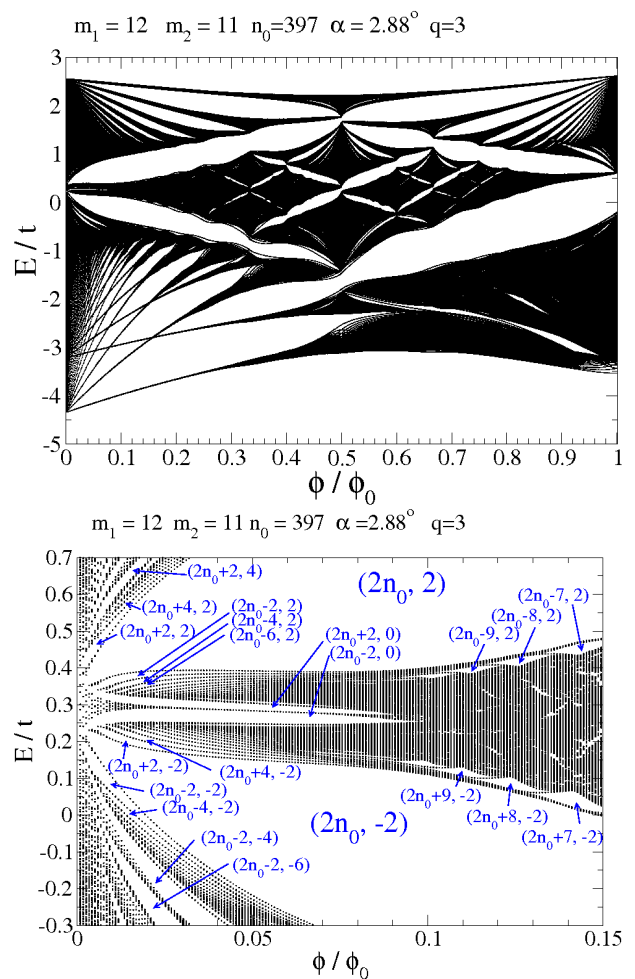 m1 = 12 m2 = 11 n0=397 α = 2.88° q=3
E / t
3
2
1
0
-1
-2
-3
-4
-5
0 0.1 0.2 0.3 0.4 0.5 0.6 0.7 0.8 0.9 1
ϕ / ϕ0
m1 = 12 m2 = 11 n0 = 397 α =2.88° q=3
E / t
0.7
0.6
0.5
0.4
0.3
0.2
0.1
0
-0.1
-0.2
-0.3
(2n0+2, 4)
(2n0+4, 2)
(2n0+2, 2)
(2n0-2, 2)
(2n0-4, 2)
(2n0-6, 2)
(2n0, 2)
(2n0+2, 0)
(2n0-2, 0)
(2n0-9, 2)
(2n0-8, 2)
(2n0-7, 2)
(2n0+2, -2)
(2n0+4, -2)
(2n0-2, -2)
(2n0-4, -2)
(2n0-2, -4)
(2n0-2, -6)
(2n0, -2)
(2n0+9, -2)
(2n0+8, -2)
(2n0+7, -2)
0 0.05 0.1 0.15
ϕ / ϕ0